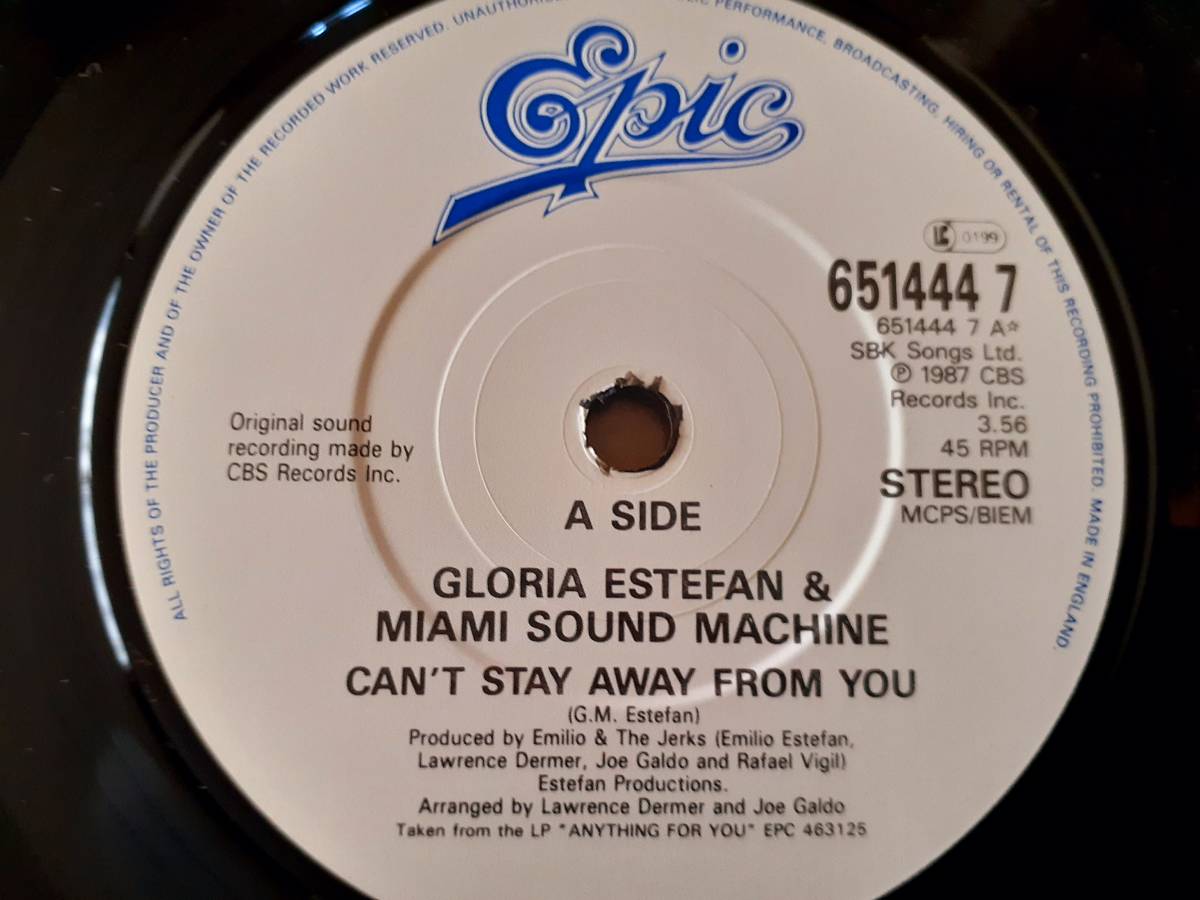 ALL RIGHTS OF THE PRODUCER AND OF THE OWNER OF THE RECORDED WORK RESERVED. PERFORMANCE, BROADCASTING, HIRING OR RENTAL OF THIS RECORDING PROHIBITED. MADE IN ENGLAND.
Epic
LC 0199
651444 7
651444 7 A☆
SBK Songs Ltd.
℗ 1987 CBS
Records Inc.
3.56
45 RPM
STEREO
MCPS/BIEM
Original sound
recording made by
CBS Records Inc.
A SIDE
GLORIA ESTEFAN &
MIAMI SOUND MACHINE
CAN'T STAY AWAY FROM YOU
(G.M. Estefan)
Produced by Emilio & The Jerks (Emilio Estefan,
Lawrence Dermer, Joe Galdo and Rafael Vigil)
Estefan Productions.
Arranged by Lawrence Dermer and Joe Galdo
Taken from the LP "ANYTHING FOR YOU" EPC 463125